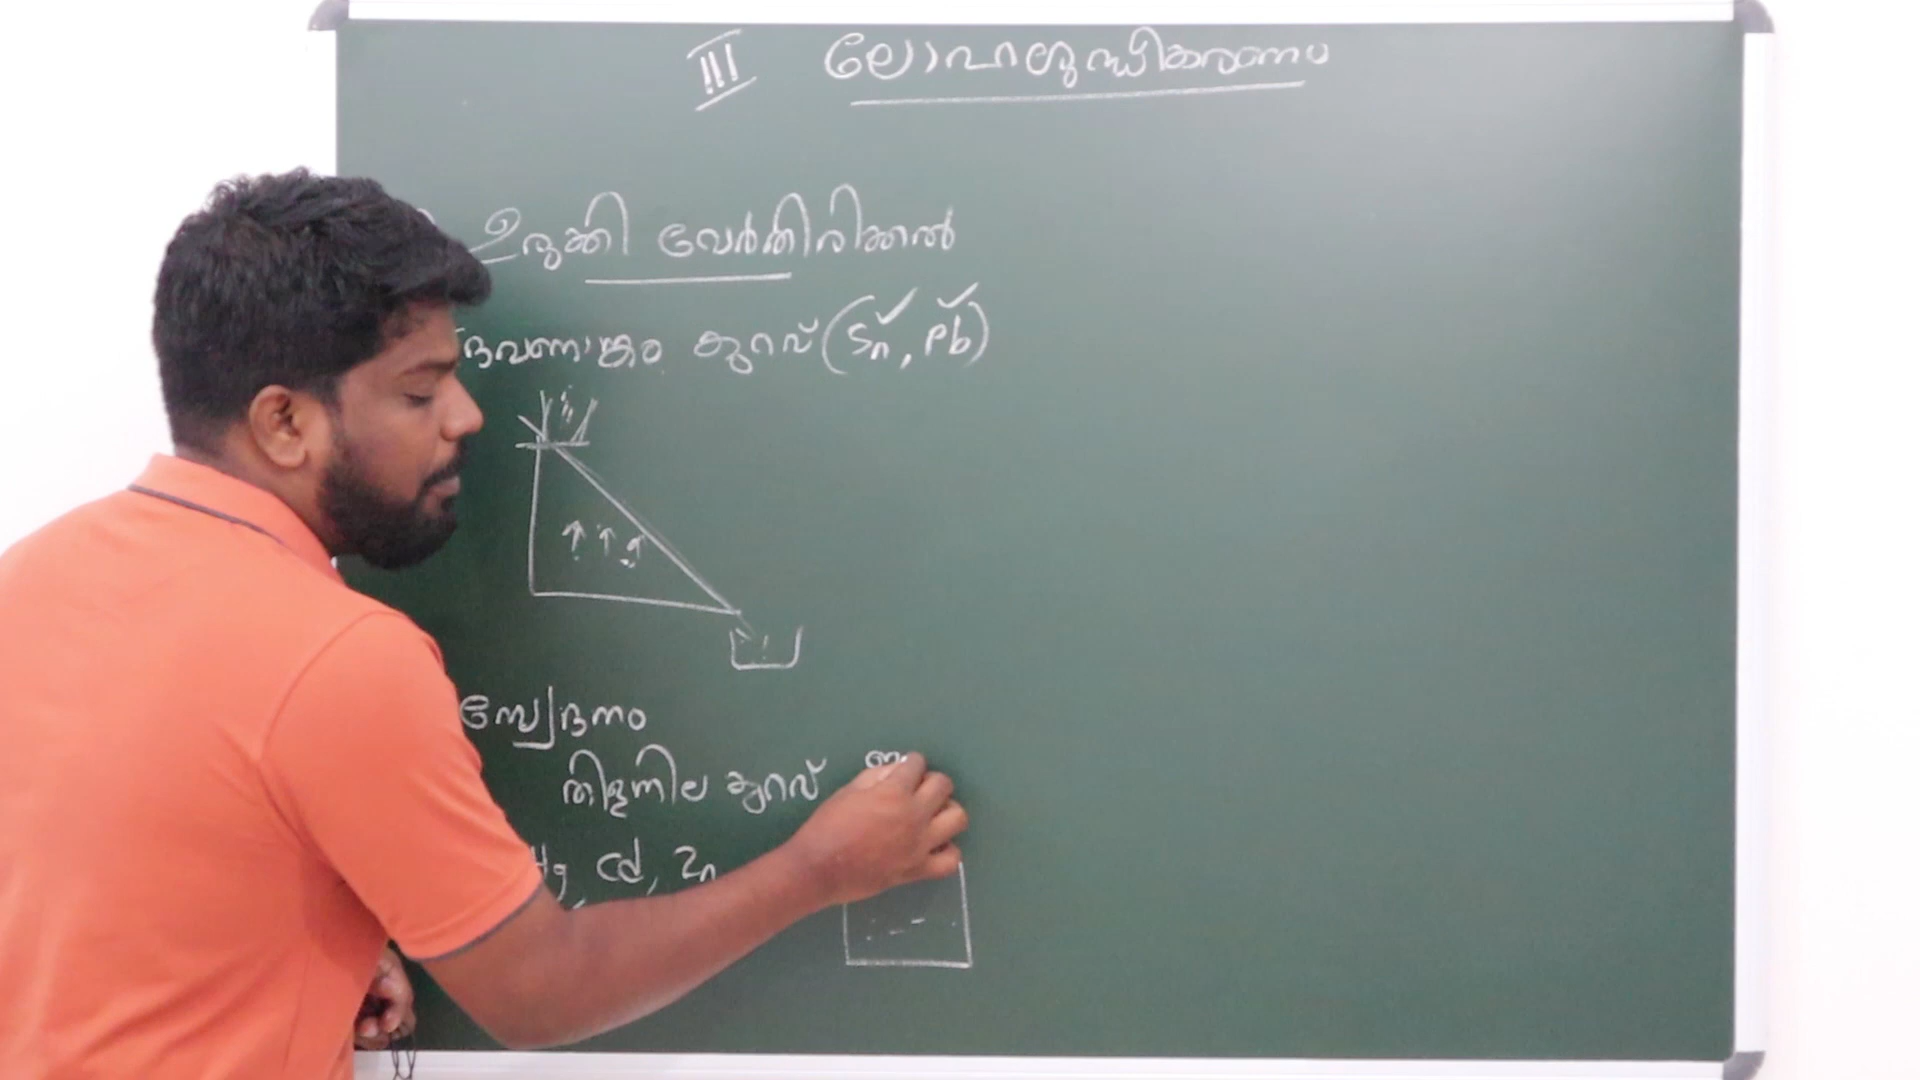 III ലോഹശുദ്ധീകരണം
ഉരുക്കി വേർതിരിക്കൽ
ദ്രവണാങ്കം കുറവ് (Sn, Pb)
സ്വേദനം
തിളനില കുറവ്
Hg, Cd, Zn